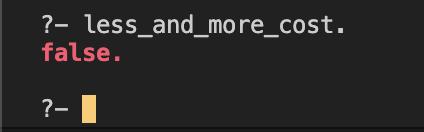 ?- less_and_more_cost.
false.
?-